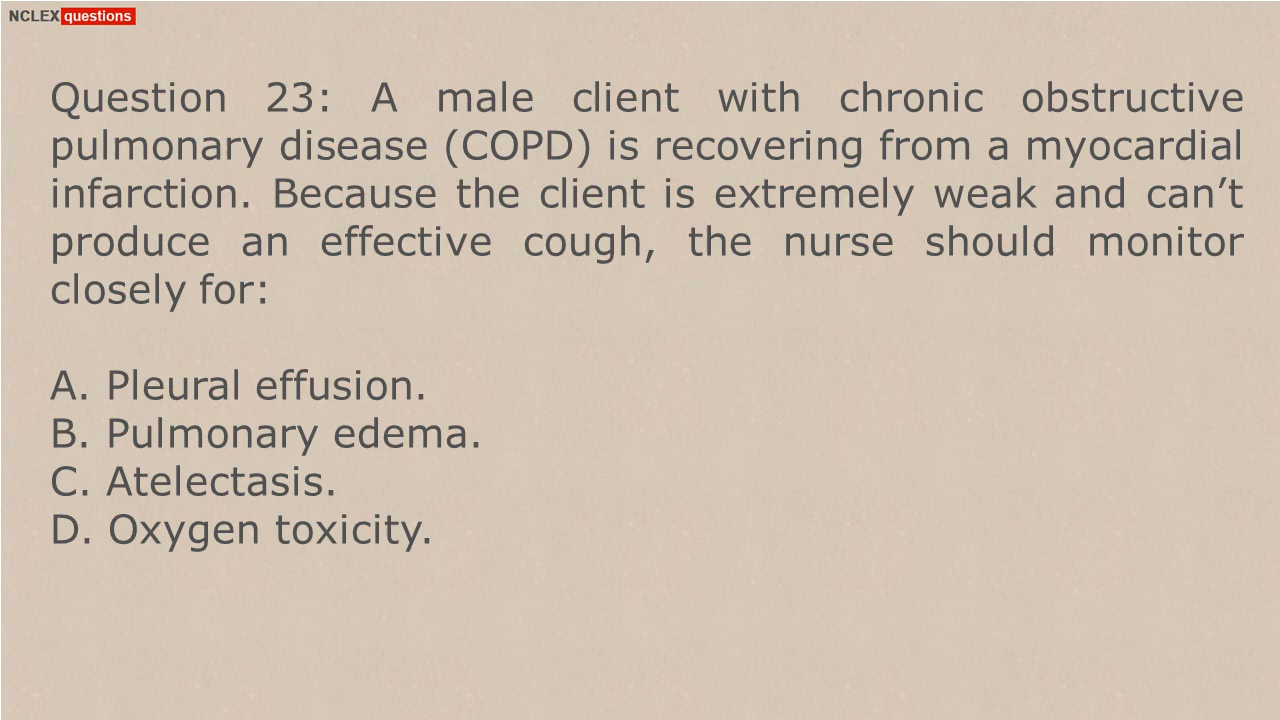 NCLEX questions
Question 23: A male client with chronic obstructive
pulmonary disease (COPD) is recovering from a myocardial
infarction. Because the client is extremely weak and can’t
produce an effective cough, the nurse should monitor
closely for:
A. Pleural effusion.
B. Pulmonary edema.
C. Atelectasis.
D. Oxygen toxicity.